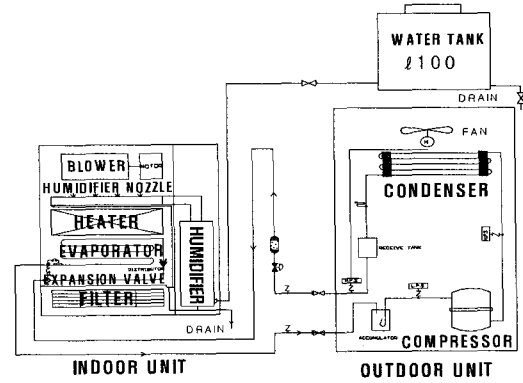 WATER TANK
ℓ100
DRAIN
FAN
M
CONDENSER
RECEIVE TANK
ACCUMULATOR
COMPRESSOR
OUTDOOR UNIT
BLOWER
MOTOR
HUMIDIFIER NOZZLE
HEATER
EVAPORATOR
DISTRIBUTOR
EXPANSION VALVE
FILTER
HUMIDIFIER
DRAIN
INDOOR UNIT
Z
Z